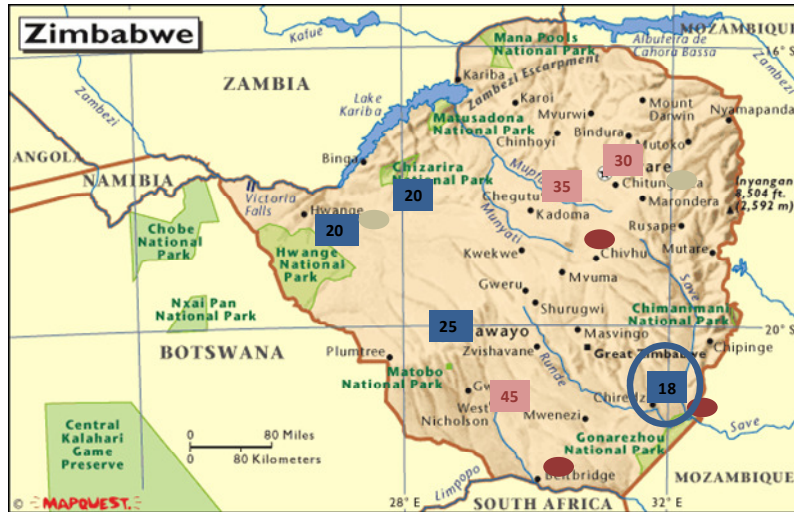 Zimbabwe
MOZAMBIQUE
Kafue
Albufeira de
Cahora Bassa
Mana Pools
National Park
16° S
ZAMBIA
Kariba
Zambezi Escarpment
Zambezi
Zambezi
Lake
Kariba
Karoi
Mvurwi
Mount
Darwin
Nyamapanda
Matusadona
National Park
Chinhoyi
Bindura
Mutoko
ANGOLA
NAMIBIA
Binga
Chizarira
National Park
30
Victoria
Falls
20
35
Chegutu
Chitungwiza
Inyangani
8,504 ft.
(2,592 m)
Hwange
Munyati
Kadoma
Marondera
Chobe
National
Park
20
Rusape
Hwange
National
Park
Kwekwe
Chivhu
Mutare
Mvuma
Save
Nxai Pan
National Park
Gweru
Shurugwi
Chimanimani
National Park
25
Masvingo
20° S
BOTSWANA
Plumtree
Zvishavane
Great Zimbabwe
Chipinge
Matobo
National Park
Runde
18
Chiredzi
45
West
Nicholson
Mwenezi
Save
Central
Kalahari
Game
Preserve
0 80 Miles
0 80 Kilometers
Gonarezhou
National Park
Beitbridge
MOZAMBIQUE
Limpopo
© MAPQUEST.
28° E
SOUTH AFRICA
32° E